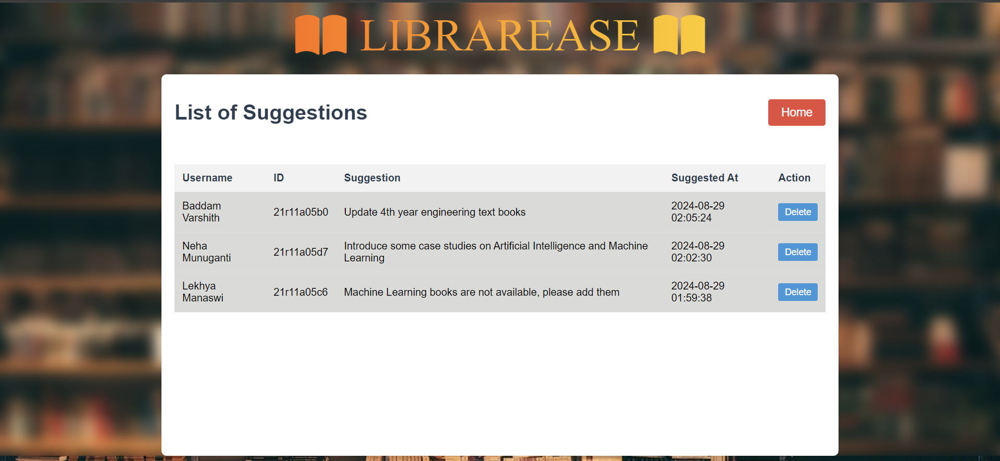 LIBRAREASE
List of Suggestions
Home
Username ID Suggestion Suggested At Action
Baddam
Varshith
21r11a05b0
Update 4th year engineering text books
2024-08-29
02:05:24
Delete
Neha
Munuganti
21r11a05d7
Introduce some case studies on Artificial Intelligence and Machine
Learning
2024-08-29
02:02:30
Delete
Lekhya
Manaswi
21r11a05c6
Machine Learning books are not available, please add them
2024-08-29
01:59:38
Delete